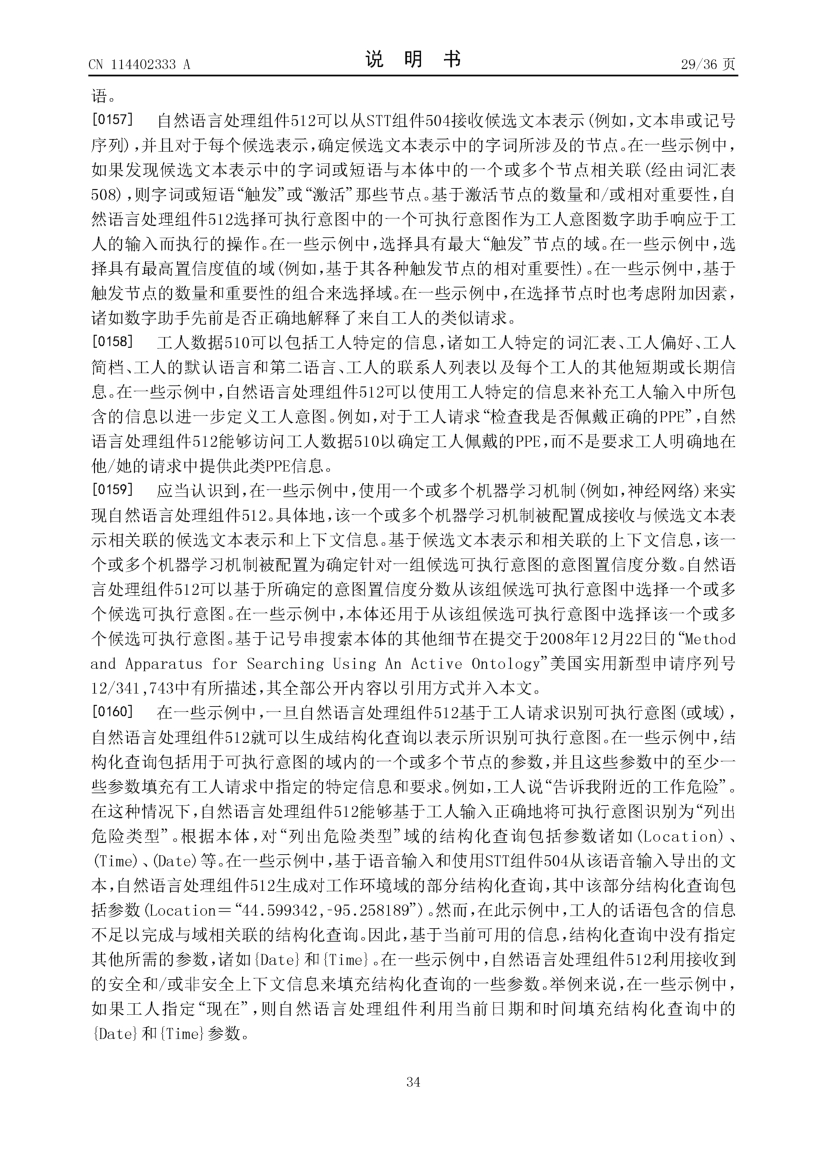 CN 114402333 A
说 明 书
29/36 页
语。
[0157] 自然语言处理组件512可以从STT组件504接收候选文本表示(例如,文本串或记号
序列),并且对于每个候选表示,确定候选文本表示中的字词所涉及的节点。在一些示例中,
如果发现候选文本表示中的字词或短语与本体中的一个或多个节点相关联(经由词汇表
508),则字词或短语“触发”或“激活”那些节点。基于激活节点的数量和/或相对重要性,自
然语言处理组件512选择可执行意图中的一个可执行意图作为工人意图数字助手响应于工
人的输入而执行的操作。在一些示例中,选择具有最大“触发”节点的域。在一些示例中,选
择具有最高置信度值的域(例如,基于其各种触发节点的相对重要性)。在一些示例中,基于
触发节点的数量和重要性的组合来选择域。在一些示例中,在选择节点时也考虑附加因素,
诸如数字助手先前是否正确地解释了来自工人的类似请求。
[0158] 工人数据510可以包括工人特定的信息,诸如工人特定的词汇表、工人偏好、工人
简档、工人的默认语言和第二语言、工人的联系人列表以及每个工人的其他短期或长期信
息。在一些示例中,自然语言处理组件512可以使用工人特定的信息来补充工人输入中所包
含的信息以进一步定义工人意图。例如,对于工人请求“检查我是否佩戴正确的PPE”,自然
语言处理组件512能够访问工人数据510以确定工人佩戴的PPE,而不是要求工人明确地在
他/她的请求中提供此类PPE信息。
[0159] 应当认识到,在一些示例中,使用一个或多个机器学习机制(例如,神经网络)来实
现自然语言处理组件512。具体地,该一个或多个机器学习机制被配置成接收与候选文本表
示相关联的候选文本表示和上下文信息。基于候选文本表示和相关联的上下文信息,该一
个或多个机器学习机制被配置为确定针对一组候选可执行意图的意图置信度分数。自然语
言处理组件512可以基于所确定的意图置信度分数从该组候选可执行意图中选择一个或多
个候选可执行意图。在一些示例中,本体还用于从该组候选可执行意图中选择该一个或多
个候选可执行意图。基于记号串搜索本体的其他细节在提交于2008年12月22日的“Method
and Apparatus for Searching Using An Active Ontology”美国实用新型申请序列号
12/341,743中有所描述,其全部公开内容以引用方式并入本文。
[0160] 在一些示例中,一旦自然语言处理组件512基于工人请求识别可执行意图(或域),
自然语言处理组件512就可以生成结构化查询以表示所识别可执行意图。在一些示例中,结
构化查询包括用于可执行意图的域内的一个或多个节点的参数,并且这些参数中的至少一
些参数填充有工人请求中指定的特定信息和要求。例如,工人说“告诉我附近的工作危险”。
在这种情况下,自然语言处理组件512能够基于工人输入正确地将可执行意图识别为“列出
危险类型”。根据本体,对“列出危险类型”域的结构化查询包括参数诸如(Location)、
(Time)、(Date)等。在一些示例中,基于语音输入和使用STT组件504从该语音输入导出的文
本,自然语言处理组件512生成对工作环境域的部分结构化查询,其中该部分结构化查询包
括参数(Location=“44.599342,-95.258189”)。然而,在此示例中,工人的话语包含的信息
不足以完成与域相关联的结构化查询。因此,基于当前可用的信息,结构化查询中没有指定
其他所需的参数,诸如{Date}和{Time}。在一些示例中,自然语言处理组件512利用接收到
的安全和/或非安全上下文信息来填充结构化查询的一些参数。举例来说,在一些示例中,
如果工人指定“现在”,则自然语言处理组件利用当前日期和时间填充结构化查询中的
{Date}和{Time}参数。
34